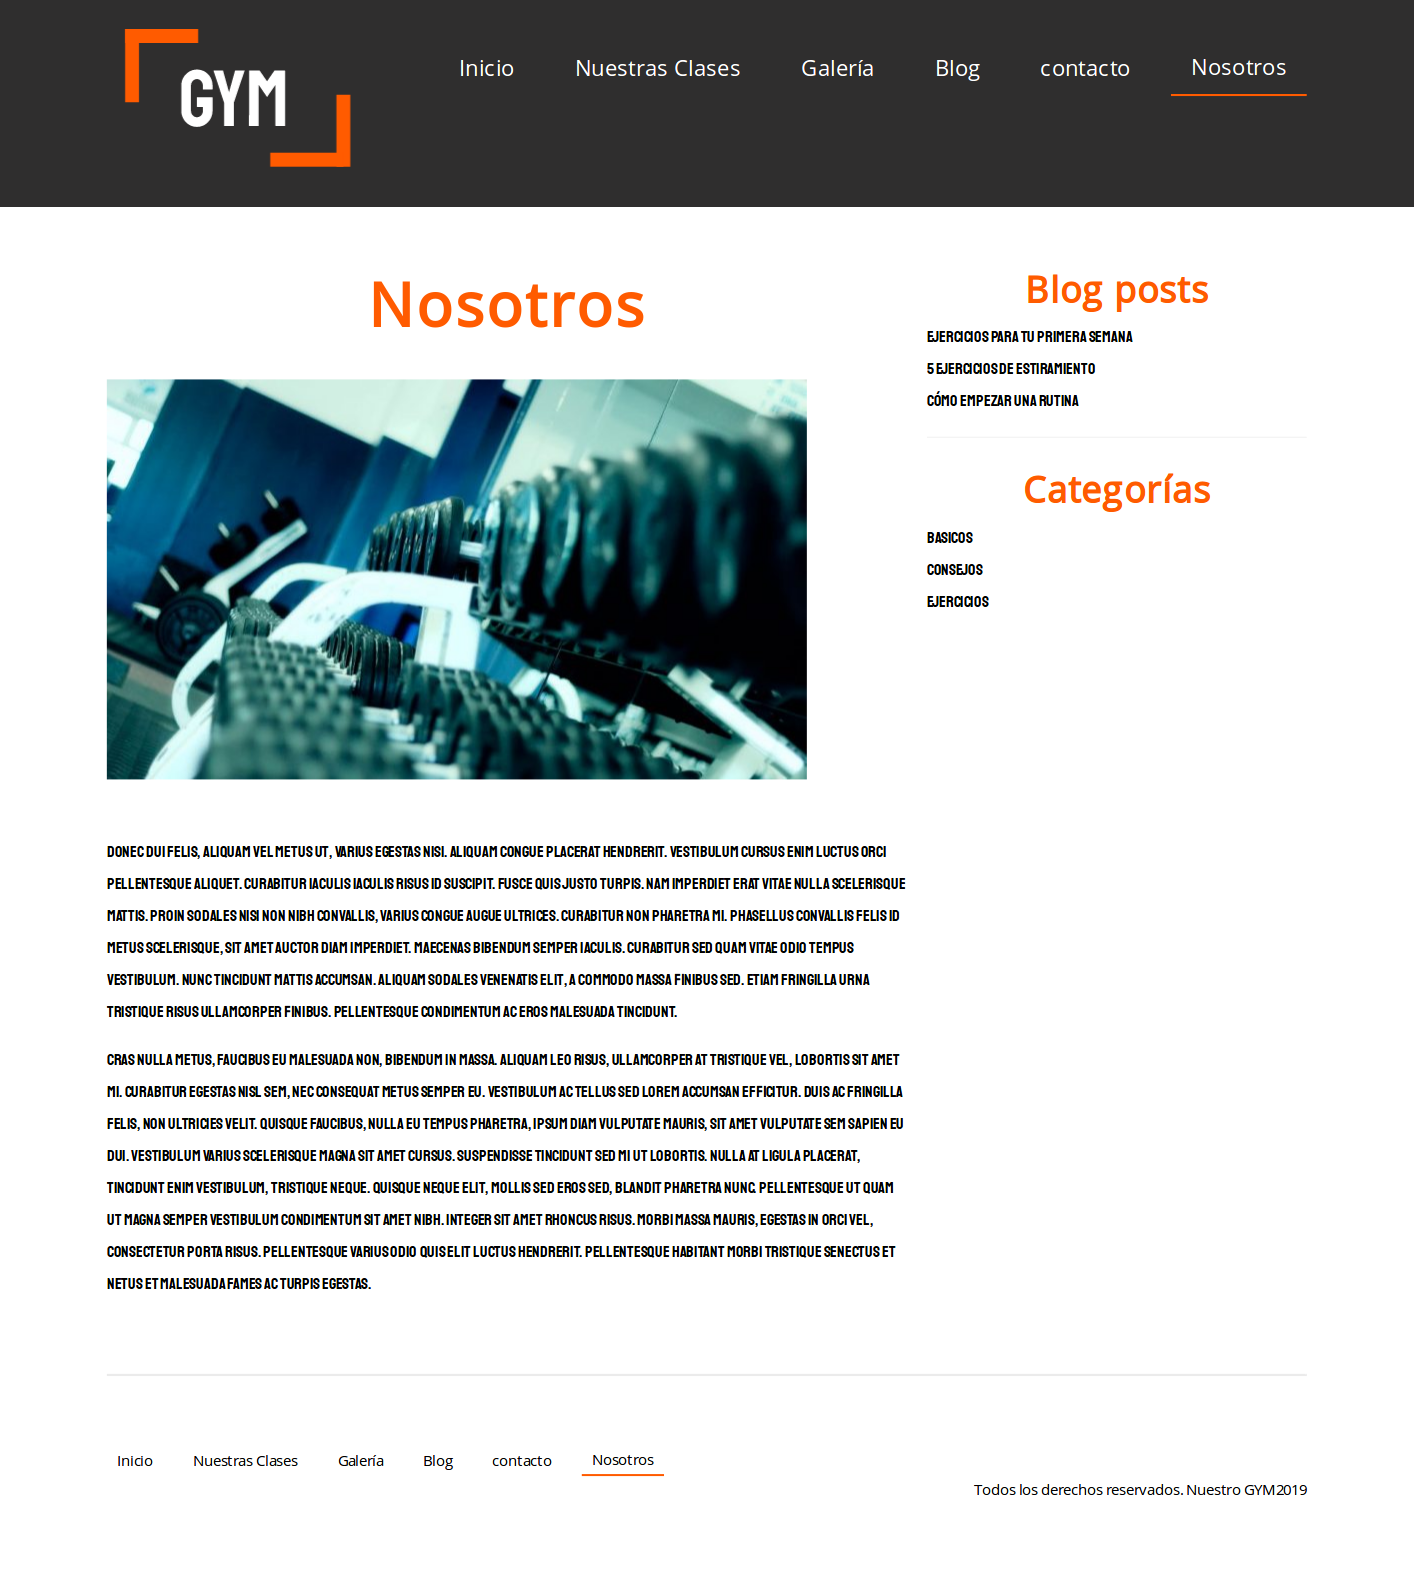 GYM
Inicio Nuestras Clases Galería Blog contacto Nosotros
Nosotros
DONEC DUI FELIS, ALIQUAM VEL METUS UT, VARIUS EGESTAS NISI. ALIQUAM CONGUE PLACERAT HENDRERIT. VESTIBULUM CURSUS ENIM LUCTUS ORCI
PELLENTESQUE ALIQUET. CURABITUR IACULIS IACULIS RISUS ID SUSCIPIT. FUSCE QUIS JUSTO TURPIS. NAM IMPERDIET ERAT VITAE NULLA SCELERISQUE
MATTIS. PROIN SODALES NISI NON NIBH CONVALLIS, VARIUS CONGUE AUGUE ULTRICES. CURABITUR NON PHARETRA MI. PHASELLUS CONVALLIS FELIS ID
METUS SCELERISQUE, SIT AMET AUCTOR DIAM IMPERDIET. MAECENAS BIBENDUM SEMPER IACULIS. CURABITUR SED QUAM VITAE ODIO TEMPUS
VESTIBULUM. NUNC TINCIDUNT MATTIS ACCUMSAN. ALIQUAM SODALES VENENATIS ELIT, A COMMODO MASSA FINIBUS SED. ETIAM FRINGILLA URNA
TRISTIQUE RISUS ULLAMCORPER FINIBUS. PELLENTESQUE CONDIMENTUM AC EROS MALESUADA TINCIDUNT.
CRAS NULLA METUS, FAUCIBUS EU MALESUADA NON, BIBENDUM IN MASSA. ALIQUAM LEO RISUS, ULLAMCORPER AT TRISTIQUE VEL, LOBORTIS SIT AMET
MI. CURABITUR EGESTAS NISL SEM, NEC CONSEQUAT METUS SEMPER EU. VESTIBULUM AC TELLUS SED LOREM ACCUMSAN EFFICITUR. DUIS AC FRINGILLA
FELIS, NON ULTRICIES VELIT. QUISQUE FAUCIBUS, NULLA EU TEMPUS PHARETRA, IPSUM DIAM VULPUTATE MAURIS, SIT AMET VULPUTATE SEM SAPIEN EU
DUI. VESTIBULUM VARIUS SCELERISQUE MAGNA SIT AMET CURSUS. SUSPENDISSE TINCIDUNT SED MI UT LOBORTIS. NULLA AT LIGULA PLACERAT,
TINCIDUNT ENIM VESTIBULUM, TRISTIQUE NEQUE. QUISQUE NEQUE ELIT, MOLLIS SED EROS SED, BLANDIT PHARETRA NUNC. PELLENTESQUE UT QUAM
UT MAGNA SEMPER VESTIBULUM CONDIMENTUM SIT AMET NIBH. INTEGER SIT AMET RHONCUS RISUS. MORBI MASSA MAURIS, EGESTAS IN ORCI VEL,
CONSECTETUR PORTA RISUS. PELLENTESQUE VARIUS ODIO QUIS ELIT LUCTUS HENDRERIT. PELLENTESQUE HABITANT MORBI TRISTIQUE SENECTUS ET
NETUS ET MALESUADA FAMES AC TURPIS EGESTAS.
Blog posts
EJERCICIOS PARA TU PRIMERA SEMANA
5 EJERCICIOS DE ESTIRAMIENTO
CÓMO EMPEZAR UNA RUTINA
Categorías
BASICOS
CONSEJOS
EJERCICIOS
Inicio Nuestras Clases Galería Blog contacto Nosotros
Todos los derechos reservados. Nuestro GYM2019